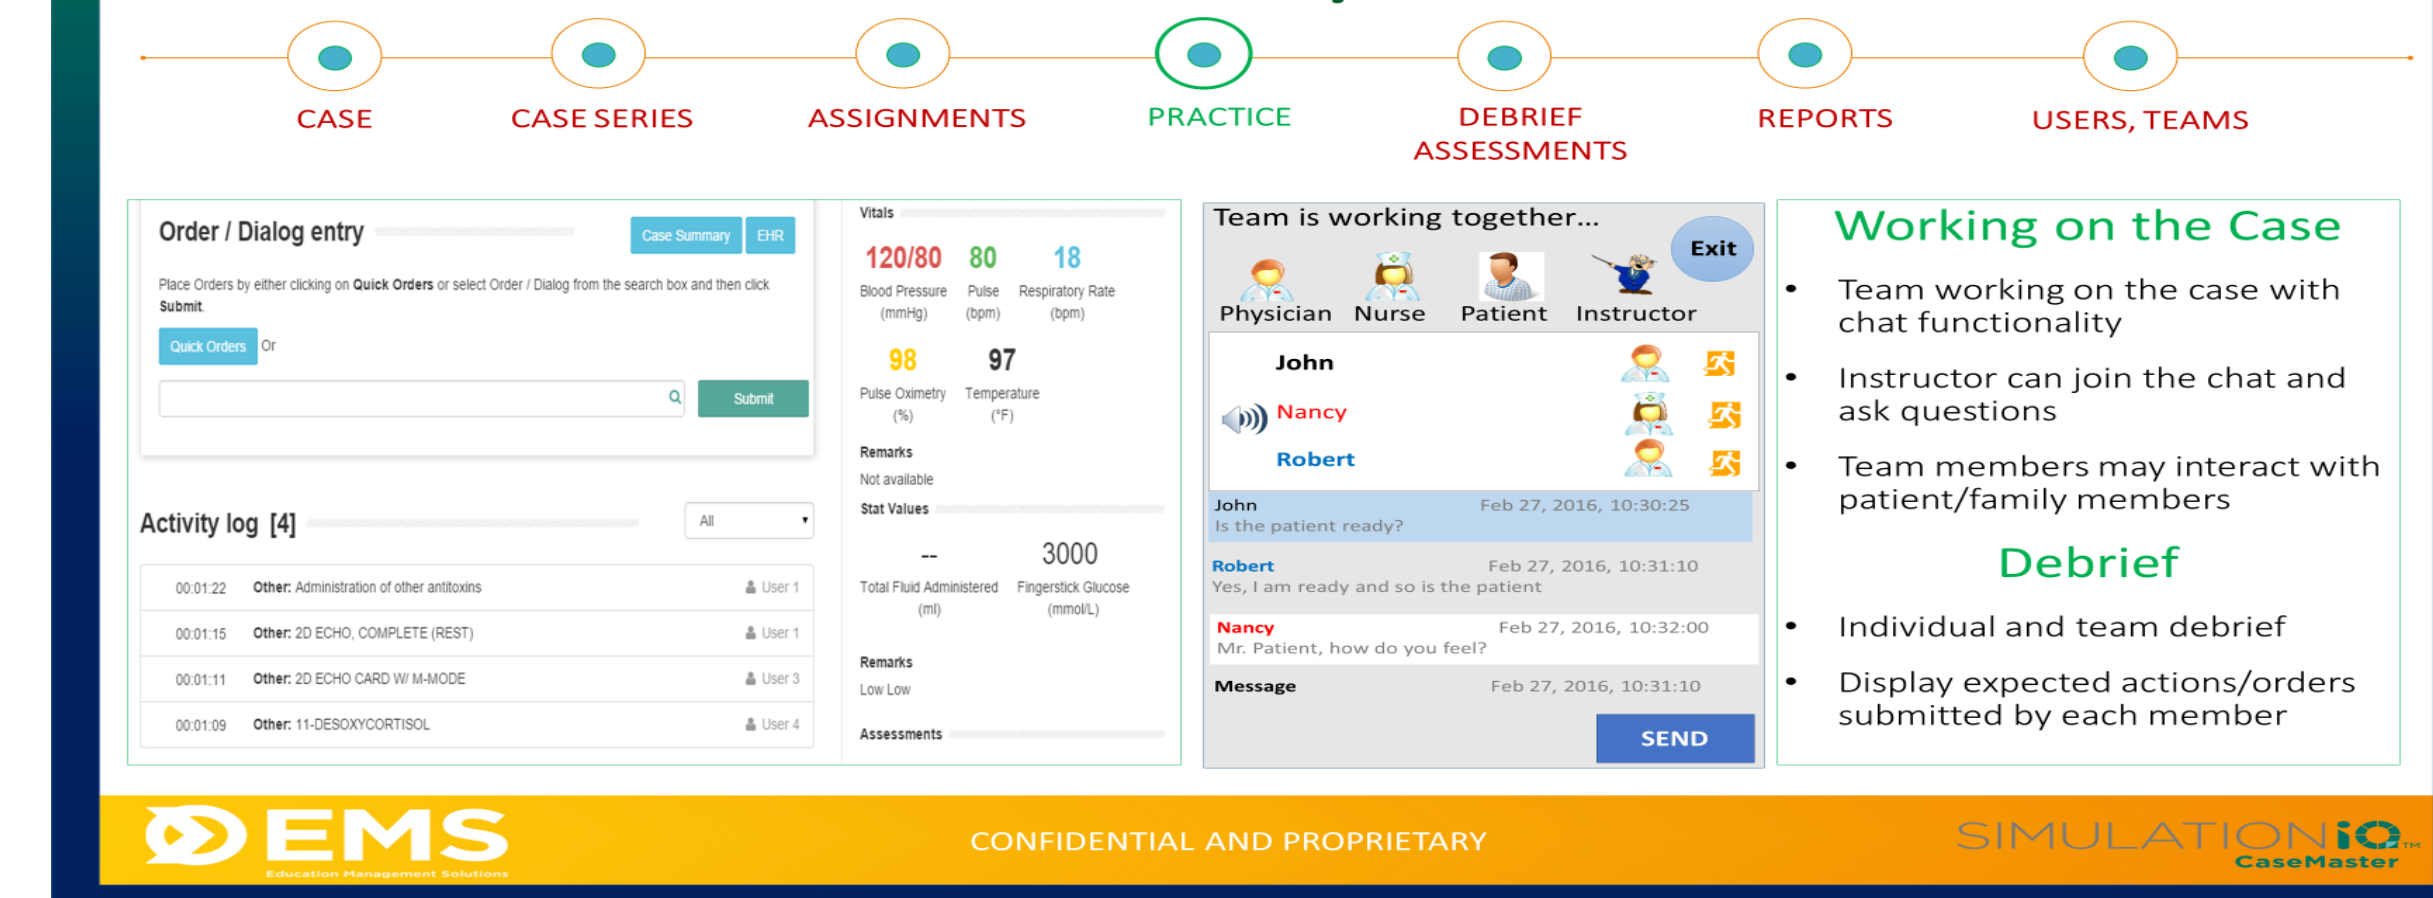 CASE
CASE SERIES
ASSIGNMENTS
PRACTICE
DEBRIEF
ASSESSMENTS
REPORTS
USERS, TEAMS
Order / Dialog entry
Case Summary
EHR
Place Orders by either clicking on Quick Orders or select Order / Dialog from the search box and then click
Submit.
Quick Orders Or
Submit
Activity log [4]
All
00:01:22 Other: Administration of other antitoxins User 1
00:01:15 Other: 2D ECHO, COMPLETE (REST) User 1
00:01:11 Other: 2D ECHO CARD W/ M-MODE User 3
00:01:09 Other: 11-DESOXYCORTISOL User 4
Vitals
120/80 80 18
Blood Pressure Pulse Respiratory Rate
(mmHg) (bpm) (bpm)
98 97
Pulse Oximetry Temperature
(%) (°F)
Remarks
Not available
Stat Values
-- 3000
Total Fluid Administered Fingerstick Glucose
(ml) (mmol/L)
Remarks
Low Low
Assessments
Team is working together...
Exit
Physician Nurse Patient Instructor
John
Nancy
Robert
John Feb 27, 2016, 10:30:25
Is the patient ready?
Robert Feb 27, 2016, 10:31:10
Yes, I am ready and so is the patient
Nancy Feb 27, 2016, 10:32:00
Mr. Patient, how do you feel?
Message Feb 27, 2016, 10:31:10
SEND
Working on the Case
• Team working on the case with
chat functionality
• Instructor can join the chat and
ask questions
• Team members may interact with
patient/family members
Debrief
• Individual and team debrief
• Display expected actions/orders
submitted by each member
EMS
Education Management Solutions
CONFIDENTIAL AND PROPRIETARY
SIMULATIONiQ™
CaseMaster